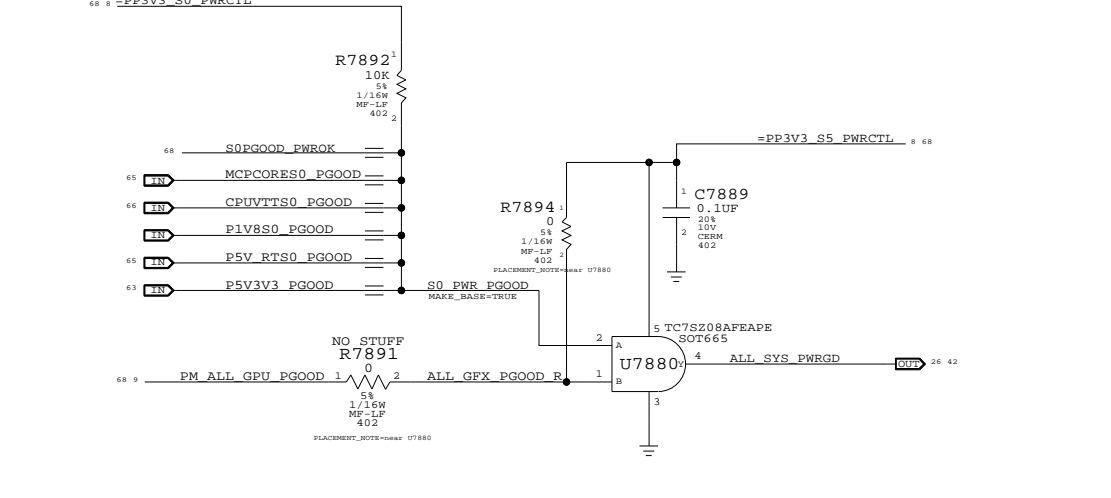 68 8 =PP3V3_S0_PWRCTL
R7892 1
10K
5%
1/16W
MF-LF
402
2
68 S0PGOOD_PWROK
65 IN MCPCORES0_PGOOD
66 IN CPUVTTS0_PGOOD
IN P1V8S0_PGOOD
65 IN P5V_RTS0_PGOOD
63 IN P5V3V3_PGOOD
S0_PWR_PGOOD
MAKE_BASE=TRUE
=PP3V3_S5_PWRCTL 8 68
1 C7889
0.1UF
20%
10V
2 CERM
402
R7894 1
0
5%
1/16W
MF-LF
402 2
PLACEMENT_NOTE=near U7880
5 TC7SZ08AFEAPE
SOT665
2 A
U7880 Y 4 ALL_SYS_PWRGD OUT 26 42
1 B
3
NO STUFF
R7891
0
68 9 PM_ALL_GPU_PGOOD 1 2 ALL_GFX_PGOOD_R
5%
1/16W
MF-LF
402
PLACEMENT_NOTE=near U7880